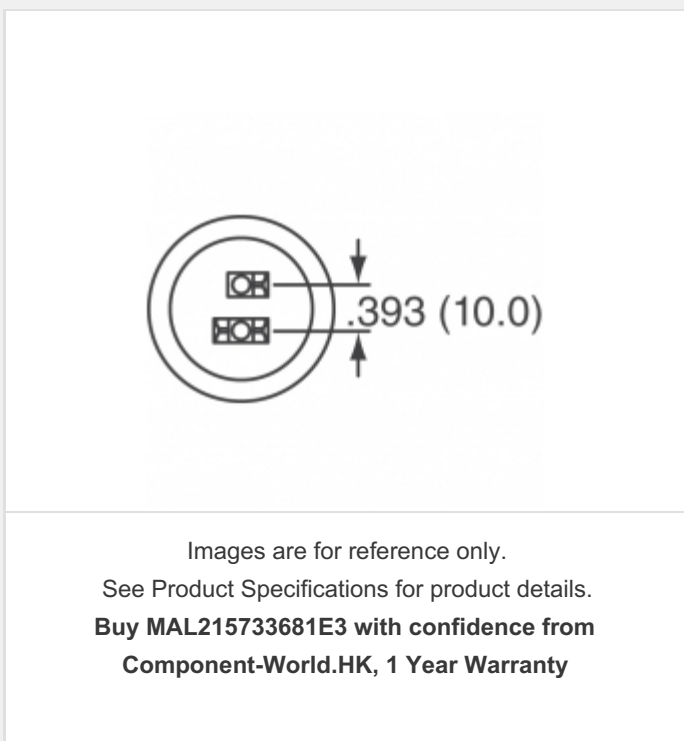 .393 (10.0)
Images are for reference only.
See Product Specifications for product details.
Buy MAL215733681E3 with confidence from
Component-World.HK, 1 Year Warranty